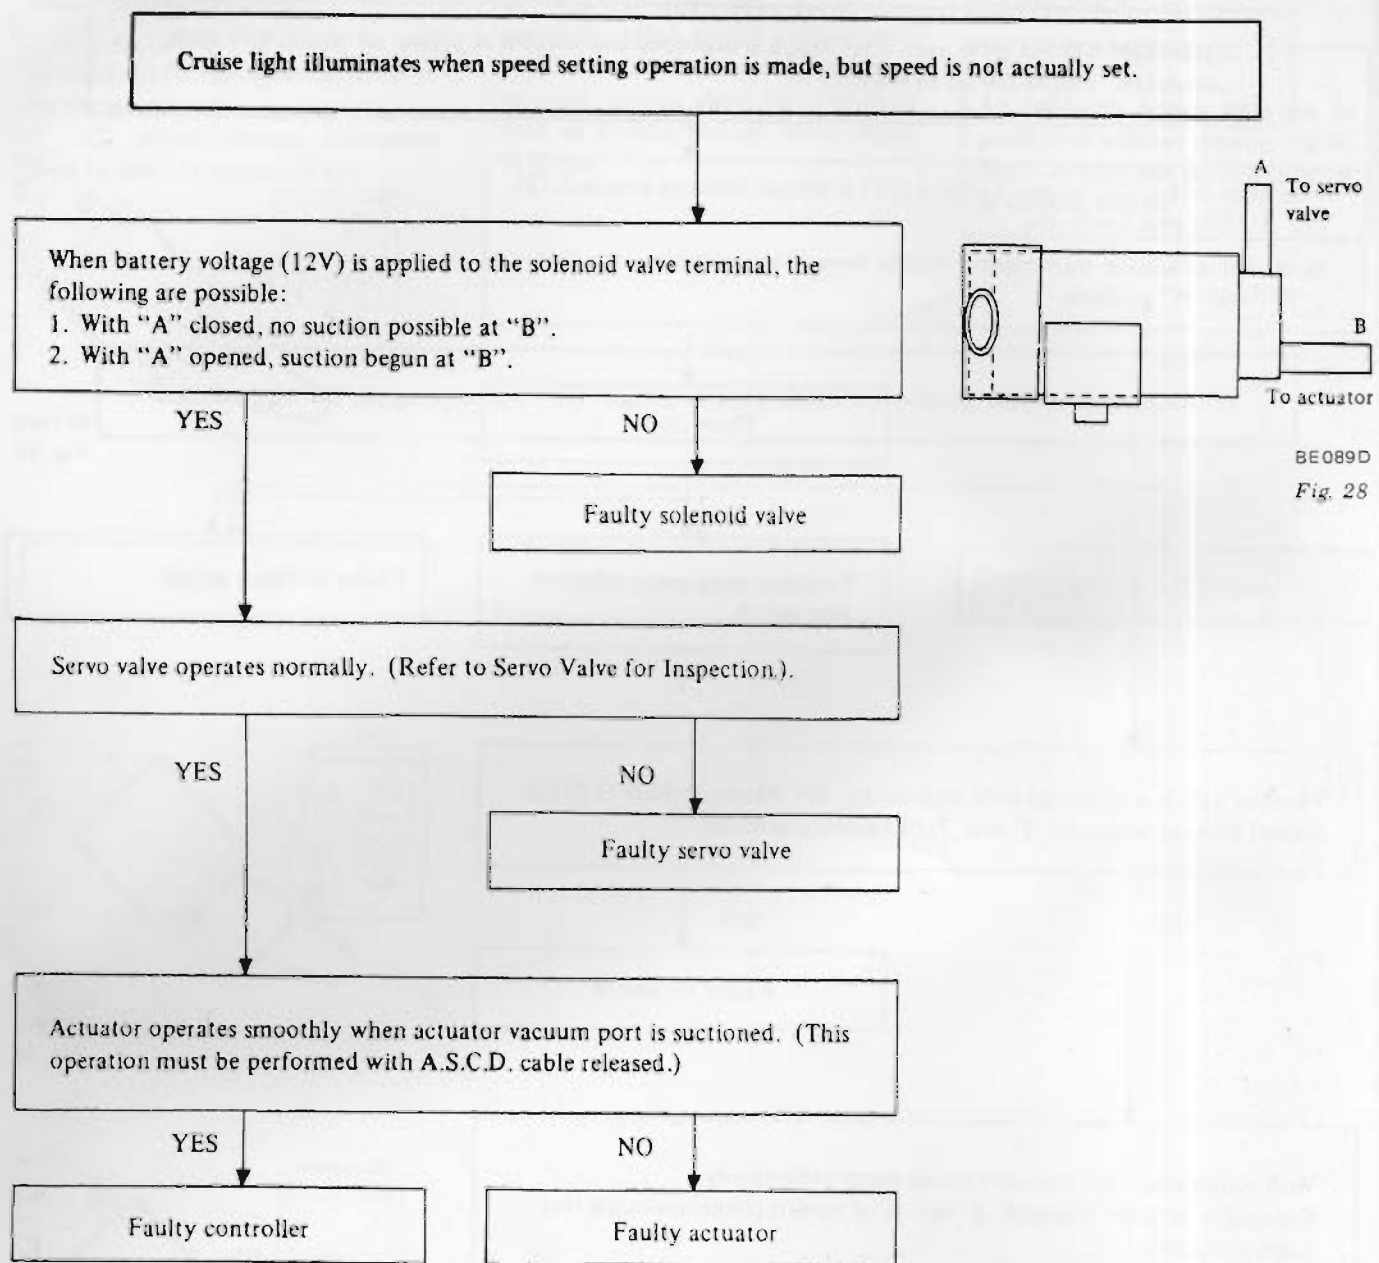 Cruise light illuminates when speed setting operation is made, but speed is not actually set.
A
To servo
valve
When battery voltage (12V) is applied to the solenoid valve terminal, the
following are possible:
1. With “A” closed, no suction possible at “B”.
2. With “A” opened, suction begun at “B”.
B
To actuator
BE089D
Fig. 28
YES
NO
Faulty solenoid valve
Servo valve operates normally. (Refer to Servo Valve for Inspection.).
YES
NO
Faulty servo valve
Actuator operates smoothly when actuator vacuum port is suctioned. (This
operation must be performed with A.S.C.D. cable released.)
YES
NO
Faulty controller
Faulty actuator